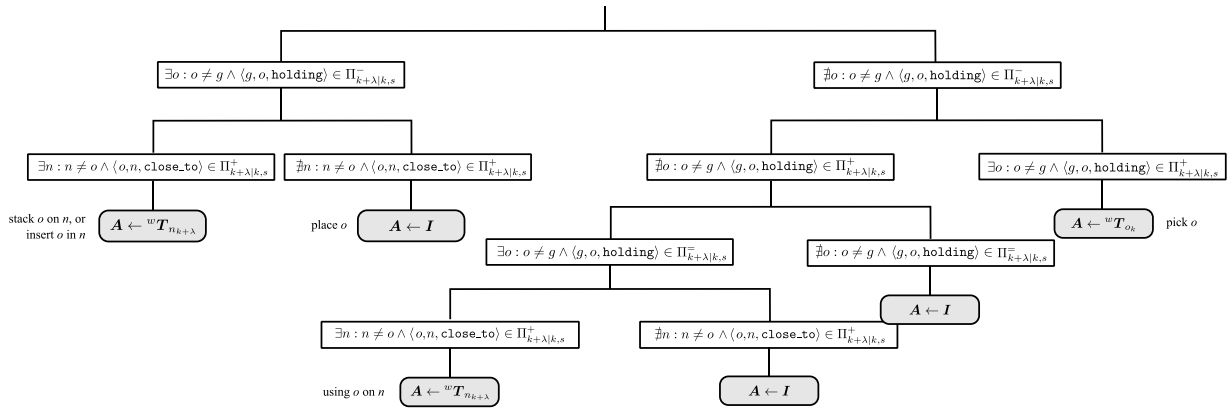 ∃o : o ≠ g ∧ ⟨g, o, holding⟩ ∈ Π⁻ₖ₊λ|ₖ,ₛ
∄o : o ≠ g ∧ ⟨g, o, holding⟩ ∈ Π⁻ₖ₊λ|ₖ,ₛ
∃n : n ≠ o ∧ ⟨o,n, close_to⟩ ∈ Π⁺ₖ₊λ|ₖ,ₛ
∄n : n ≠ o ∧ ⟨o,n, close_to⟩ ∈ Π⁺ₖ₊λ|ₖ,ₛ
∄o : o ≠ g ∧ ⟨g, o, holding⟩ ∈ Π⁺ₖ₊λ|ₖ,ₛ
∃o : o ≠ g ∧ ⟨g, o, holding⟩ ∈ Π⁺ₖ₊λ|ₖ,ₛ
stack o on n, or
insert o in n
A ← ʷT_{n_{k+λ}}
place o
A ← I
A ← ʷT_{o_k}
pick o
∃o : o ≠ g ∧ ⟨g, o, holding⟩ ∈ Π⁼ₖ₊λ|ₖ,ₛ
∄o : o ≠ g ∧ ⟨g, o, holding⟩ ∈ Π⁼ₖ₊λ|ₖ,ₛ
A ← I
∃n : n ≠ o ∧ ⟨o,n, close_to⟩ ∈ Π⁺ₖ₊λ|ₖ,ₛ
∄n : n ≠ o ∧ ⟨o,n, close_to⟩ ∈ Π⁺ₖ₊λ|ₖ,ₛ
using o on n
A ← ʷT_{n_{k+λ}}
A ← I